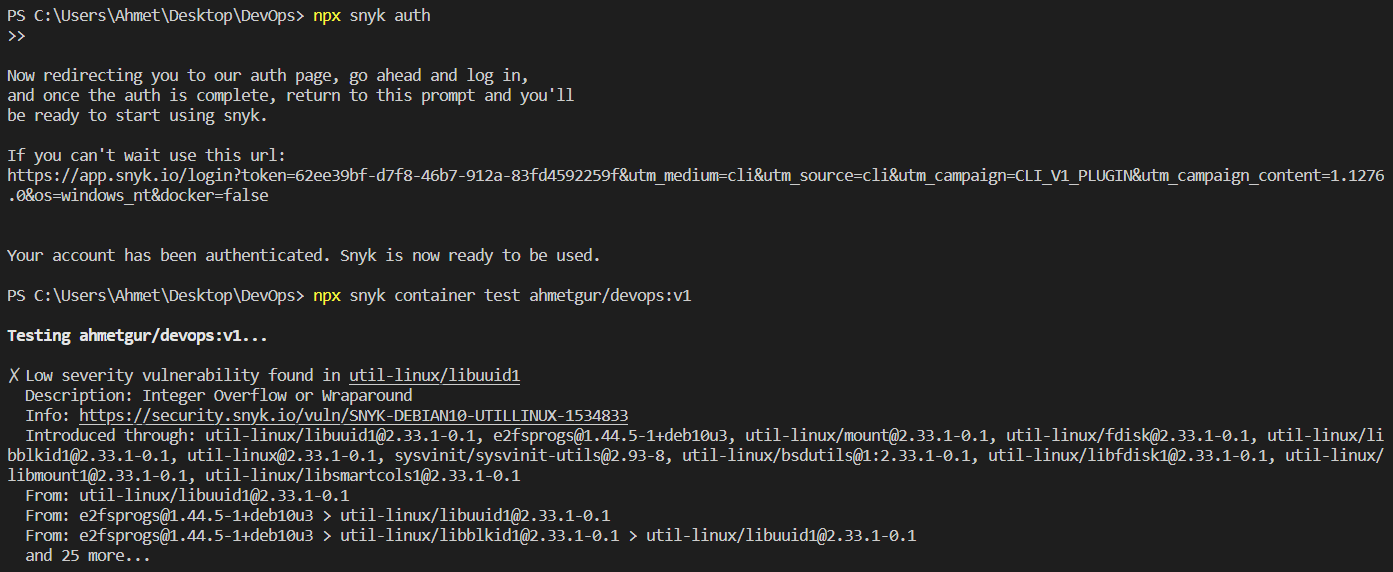 PS C:\Users\Ahmet\Desktop\DevOps> npx snyk auth
>>
Now redirecting you to our auth page, go ahead and log in,
and once the auth is complete, return to this prompt and you'll
be ready to start using snyk.
If you can't wait use this url:
https://app.snyk.io/login?token=62ee39bf-d7f8-46b7-912a-83fd4592259f&utm_medium=cli&utm_source=cli&utm_campaign=CLI_V1_PLUGIN&utm_campaign_content=1.1276
.0&os=windows_nt&docker=false
Your account has been authenticated. Snyk is now ready to be used.
PS C:\Users\Ahmet\Desktop\DevOps> npx snyk container test ahmetgur/devops:v1
Testing ahmetgur/devops:v1...
✗ Low severity vulnerability found in util-linux/libuuid1
Description: Integer Overflow or Wraparound
Info: https://security.snyk.io/vuln/SNYK-DEBIAN10-UTILLINUX-1534833
Introduced through: util-linux/libuuid1@2.33.1-0.1, e2fsprogs@1.44.5-1+deb10u3, util-linux/mount@2.33.1-0.1, util-linux/fdisk@2.33.1-0.1, util-linux/li
bblkid1@2.33.1-0.1, util-linux@2.33.1-0.1, sysvinit/sysvinit-utils@2.93-8, util-linux/bsdutils@1:2.33.1-0.1, util-linux/libfdisk1@2.33.1-0.1, util-linux/
libmount1@2.33.1-0.1, util-linux/libsmartcols1@2.33.1-0.1
From: util-linux/libuuid1@2.33.1-0.1
From: e2fsprogs@1.44.5-1+deb10u3 > util-linux/libuuid1@2.33.1-0.1
From: e2fsprogs@1.44.5-1+deb10u3 > util-linux/libblkid1@2.33.1-0.1 > util-linux/libuuid1@2.33.1-0.1
and 25 more...